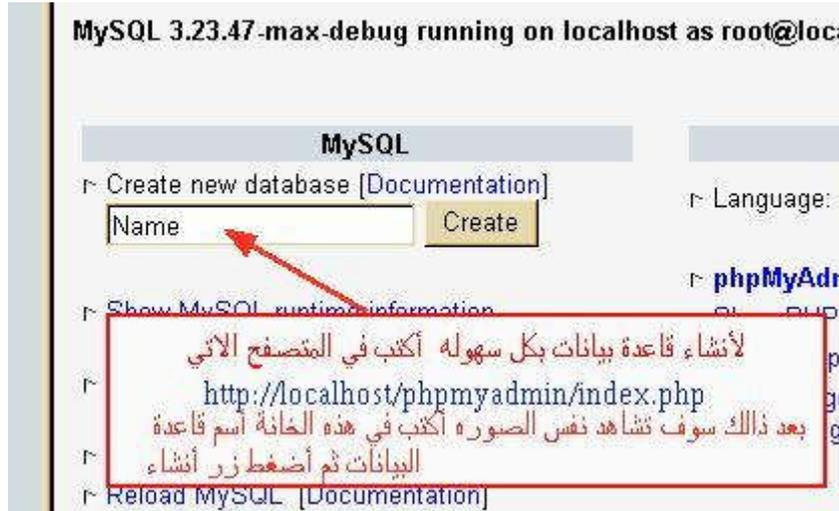 MySQL 3.23.47-max-debug running on localhost as root@loc
MySQL
Create new database [Documentation]
Language:
Name
Create
phpMyAd
Show MySQL runtime information
لأنشاء قاعدة بيانات بكل سهوله أكتب في المتصفح الاتي
http://localhost/phpmyadmin/index.php
بعد ذالك سوف تشاهد نفس الصوره أكتب في هذه الخانة أسم قاعدة
البيانات ثم أضغط زر أنشاء
Reload MySQL [Documentation]